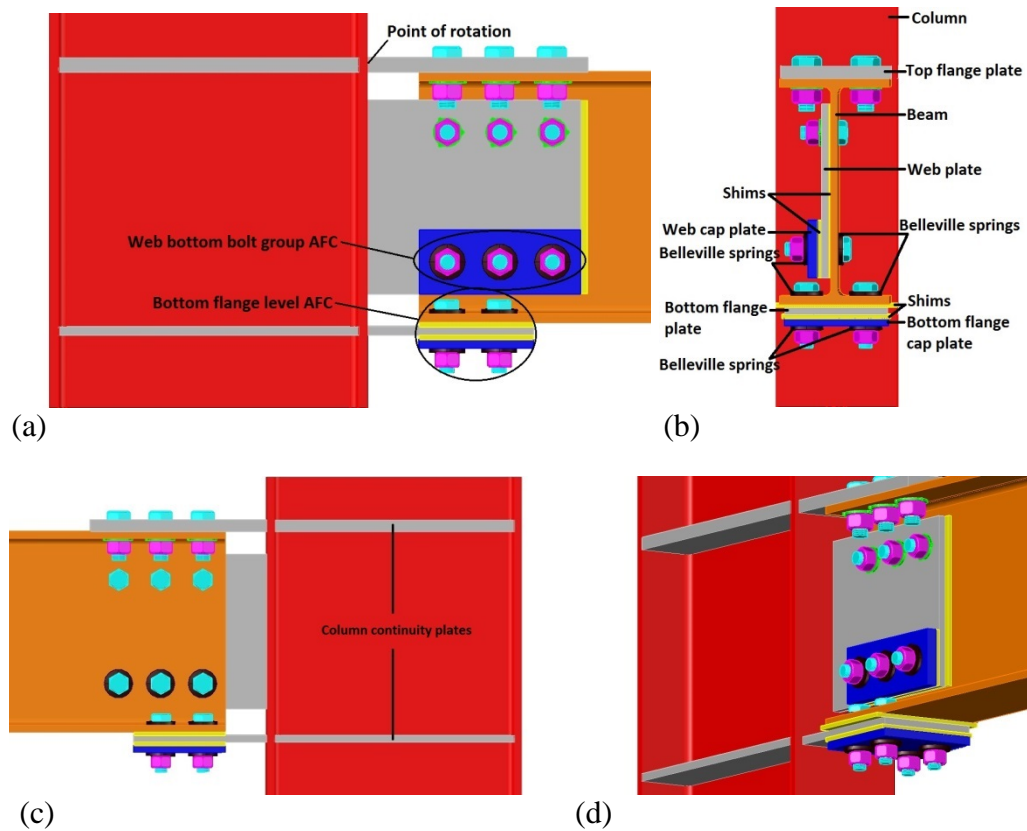 Point of rotation
Web bottom bolt group AFC
Bottom flange level AFC
(a)
Column
Top flange plate
Beam
Web plate
Shims
Web cap plate
Belleville springs
Belleville springs
Bottom flange
plate
Shims
Bottom flange
cap plate
Belleville springs
(b)
Column continuity plates
(c)
(d)